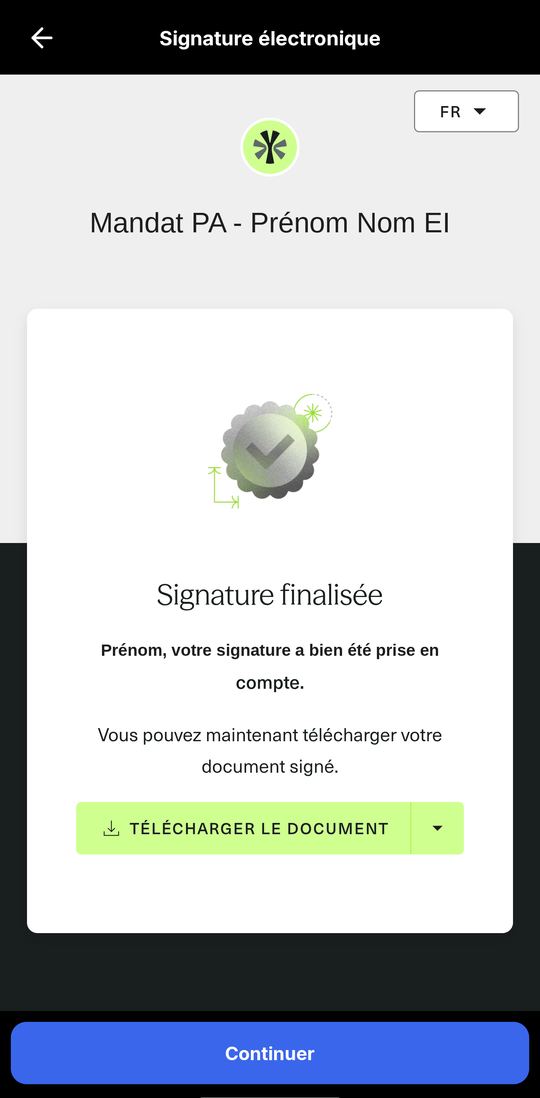 Signature électronique
FR
Mandat PA - Prénom Nom EI
Signature finalisée
Prénom, votre signature a bien été prise en
compte.
Vous pouvez maintenant télécharger votre
document signé.
TÉLÉCHARGER LE DOCUMENT
Continuer